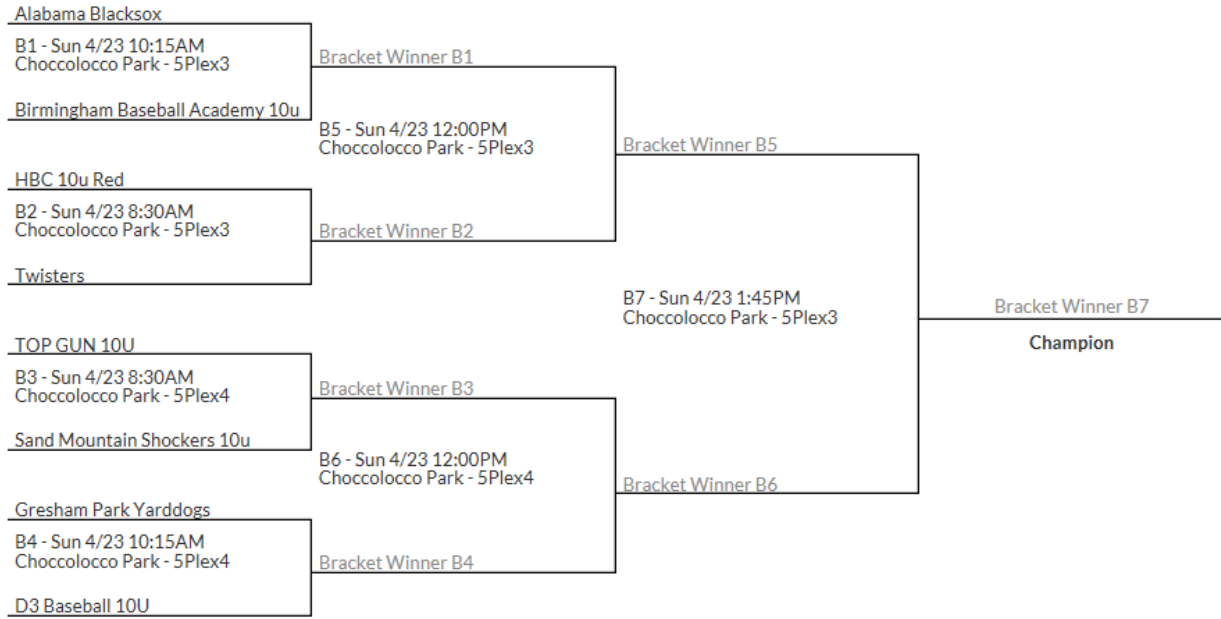 Alabama Blacksox
B1 - Sun 4/23 10:15AM
Choccolocco Park - 5Plex3
Birmingham Baseball Academy 10u
Bracket Winner B1
B5 - Sun 4/23 12:00PM
Choccolocco Park - 5Plex3
HBC 10u Red
B2 - Sun 4/23 8:30AM
Choccolocco Park - 5Plex3
Twisters
Bracket Winner B2
Bracket Winner B5
B7 - Sun 4/23 1:45PM
Choccolocco Park - 5Plex3
Bracket Winner B7
Champion
TOP GUN 10U
B3 - Sun 4/23 8:30AM
Choccolocco Park - 5Plex4
Sand Mountain Shockers 10u
Bracket Winner B3
B6 - Sun 4/23 12:00PM
Choccolocco Park - 5Plex4
Bracket Winner B6
Gresham Park Yarddogs
B4 - Sun 4/23 10:15AM
Choccolocco Park - 5Plex4
D3 Baseball 10U
Bracket Winner B4